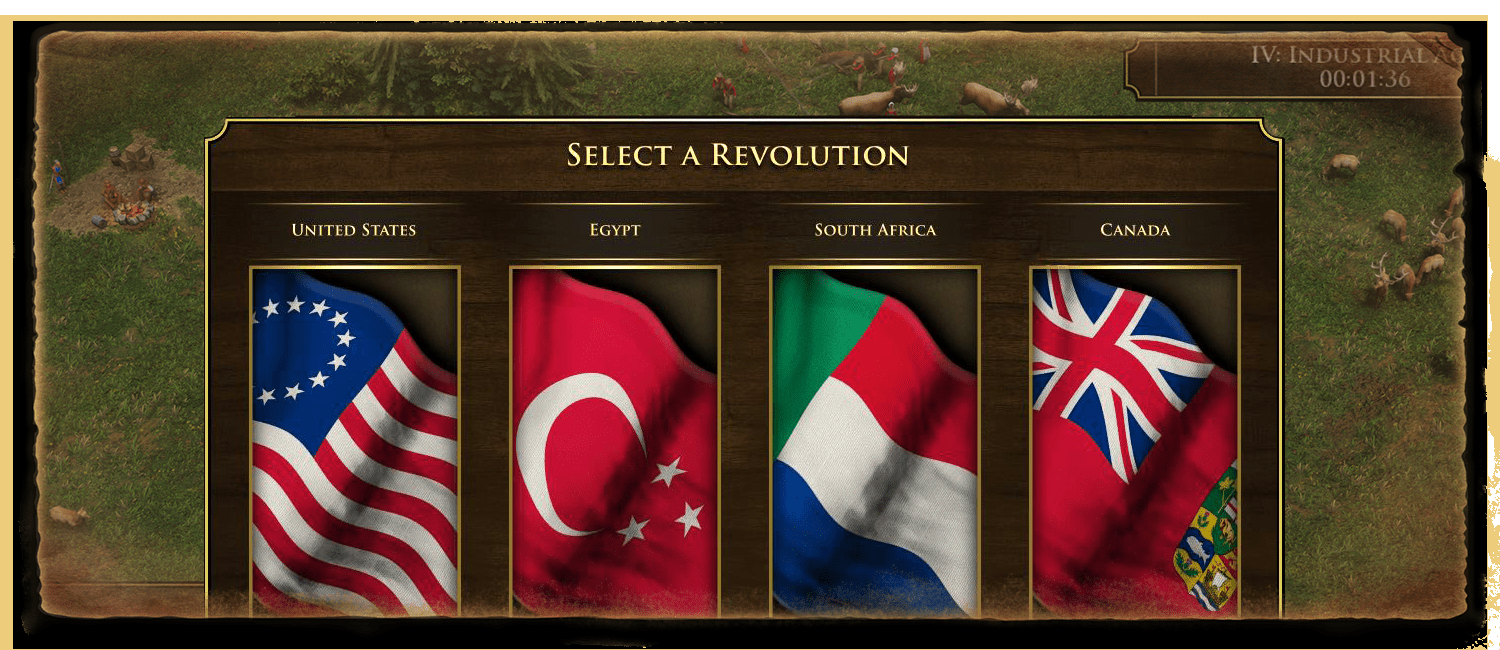 IV: INDUSTRIAL
00:01:36
SELECT A REVOLUTION
UNITED STATES
EGYPT
SOUTH AFRICA
CANADA